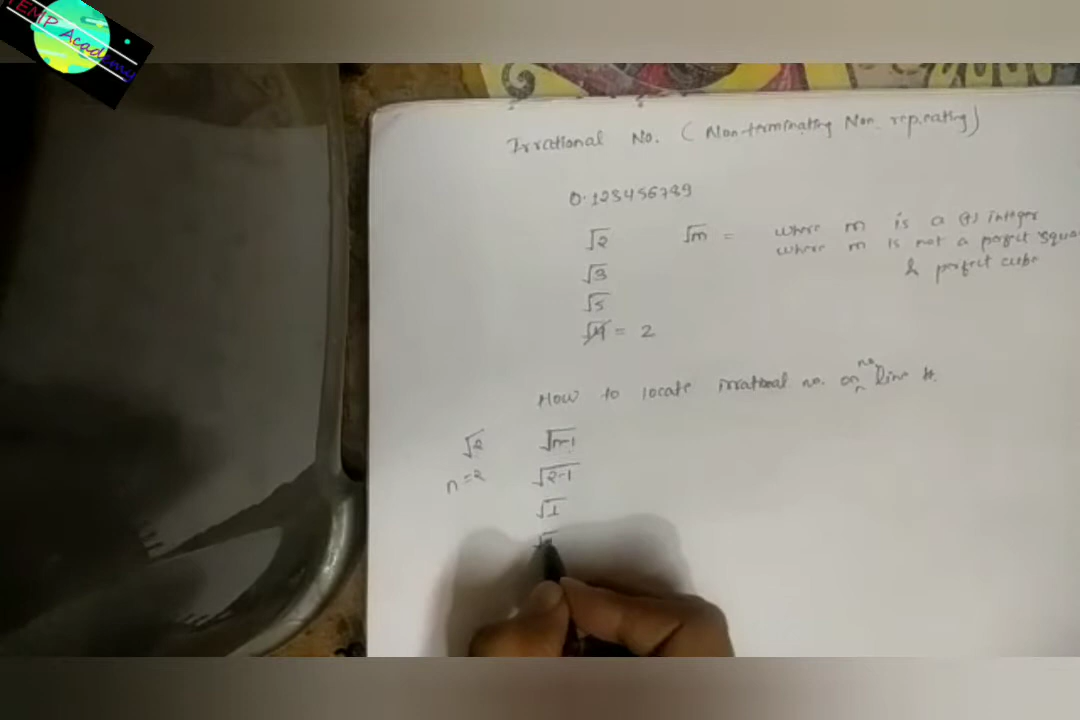 TEMP Academy
Irrational No. (Non-terminating Non. repeating)
0.123456789
√2 √m = where m is a (+) integer
where m is not a perfect squa
& perfect cube
√3
√5
√4 = 2
How to locate irrational no. on no line #.
√2 √n-1
n=2 √2-1
√1